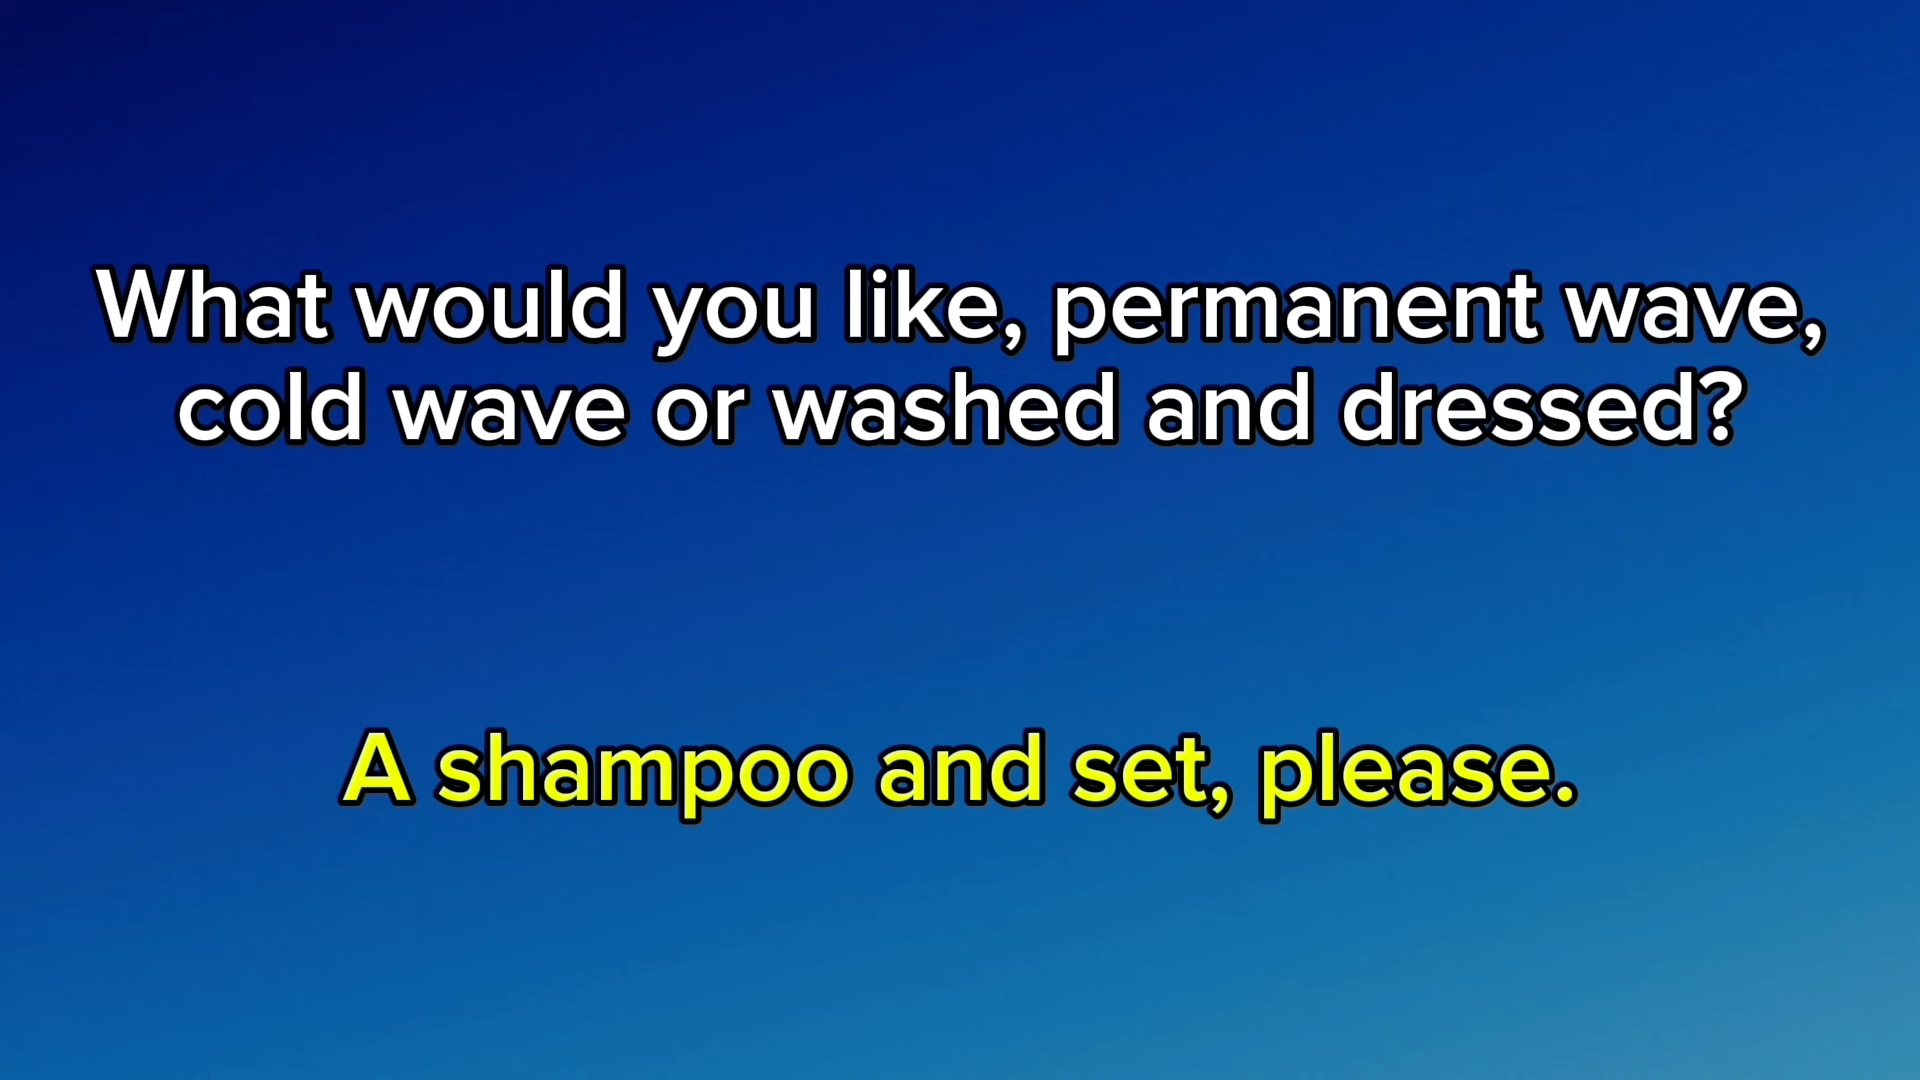 What would you like, permanent wave,
cold wave or washed and dressed?
A shampoo and set, please.